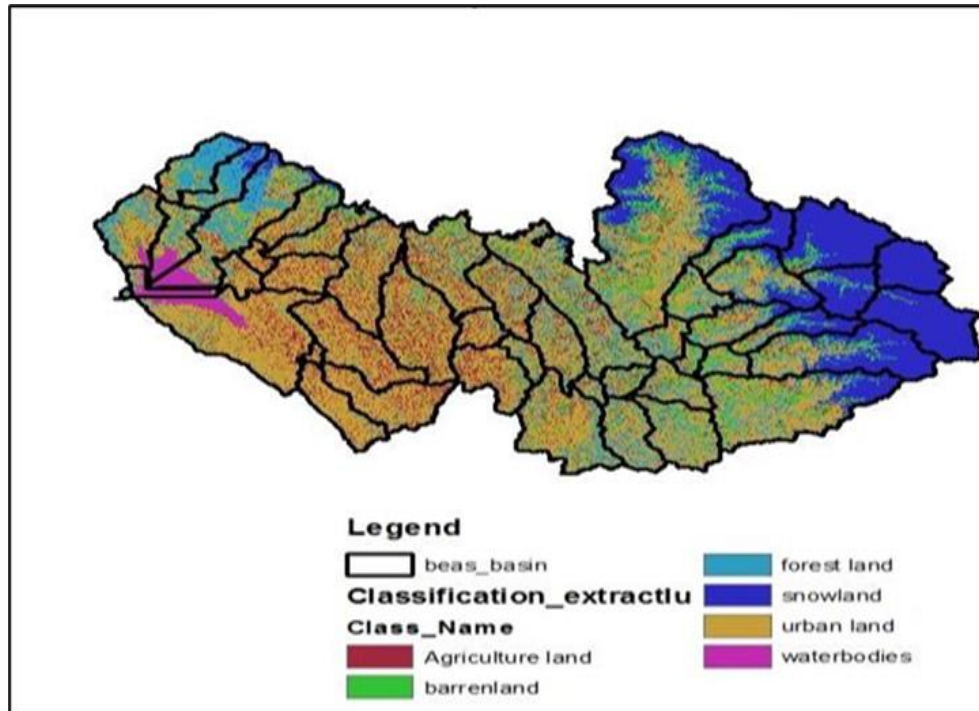 Legend
beas_basin
Classification_extractlu
Class_Name
Agriculture land
barrenland
forest land
snowland
urban land
waterbodies